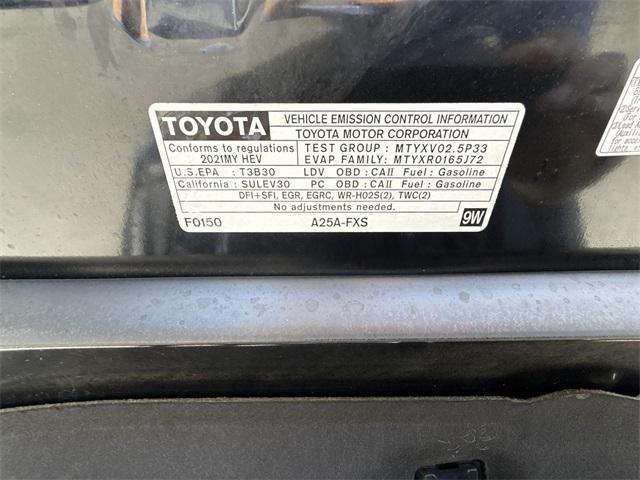 TOYOTA VEHICLE EMISSION CONTROL INFORMATION
TOYOTA MOTOR CORPORATION
Conforms to regulations TEST GROUP : MTYXV02.5P33
2021MY HEV EVAP FAMILY: MTYXR0165J72
U.S.EPA : T3B30 LDV OBD : CAII Fuel : Gasoline
California : SULEV30 PC OBD : CAII Fuel : Gasoline
DFI+SFI, EGR, EGRC, WR-HO2S(2), TWC(2)
No adjustments needed.
F0150 A25A-FXS 9W